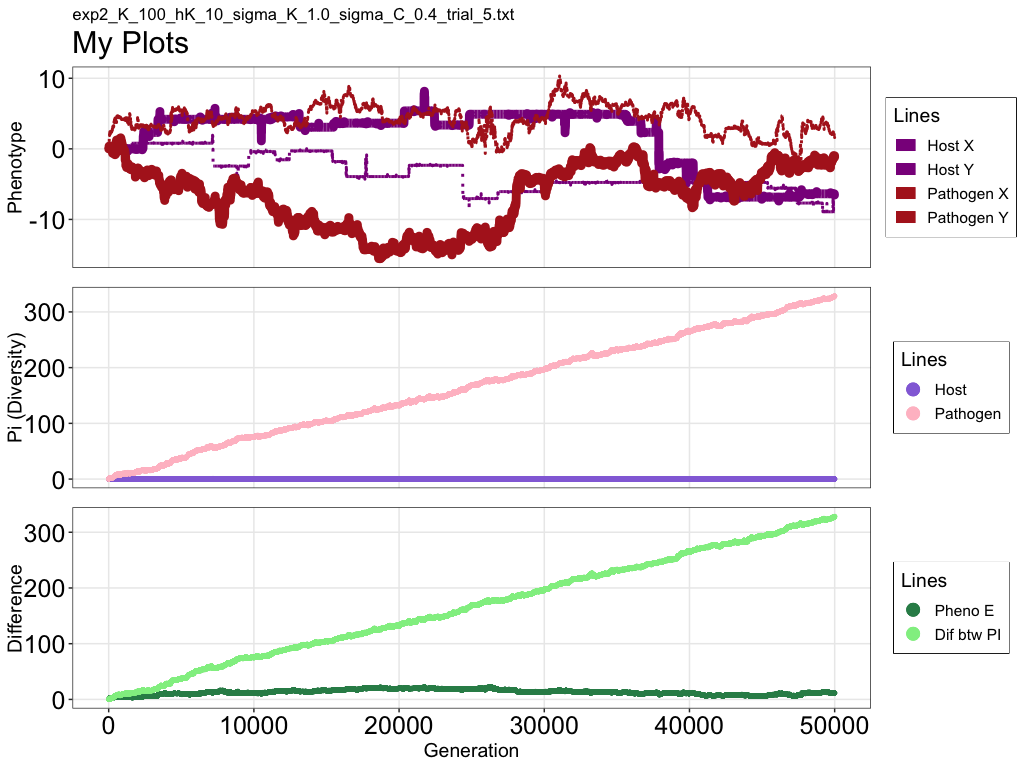 exp2_K_100_hK_10_sigma_K_1.0_sigma_C_0.4_trial_5.txt
My Plots
Phenotype
10
0
-10
Lines
Host X
Host Y
Pathogen X
Pathogen Y
Pi (Diversity)
300
200
100
0
Lines
Host
Pathogen
Difference
300
200
100
0
Lines
Pheno E
Dif btw PI
0 10000 20000 30000 40000 50000
Generation